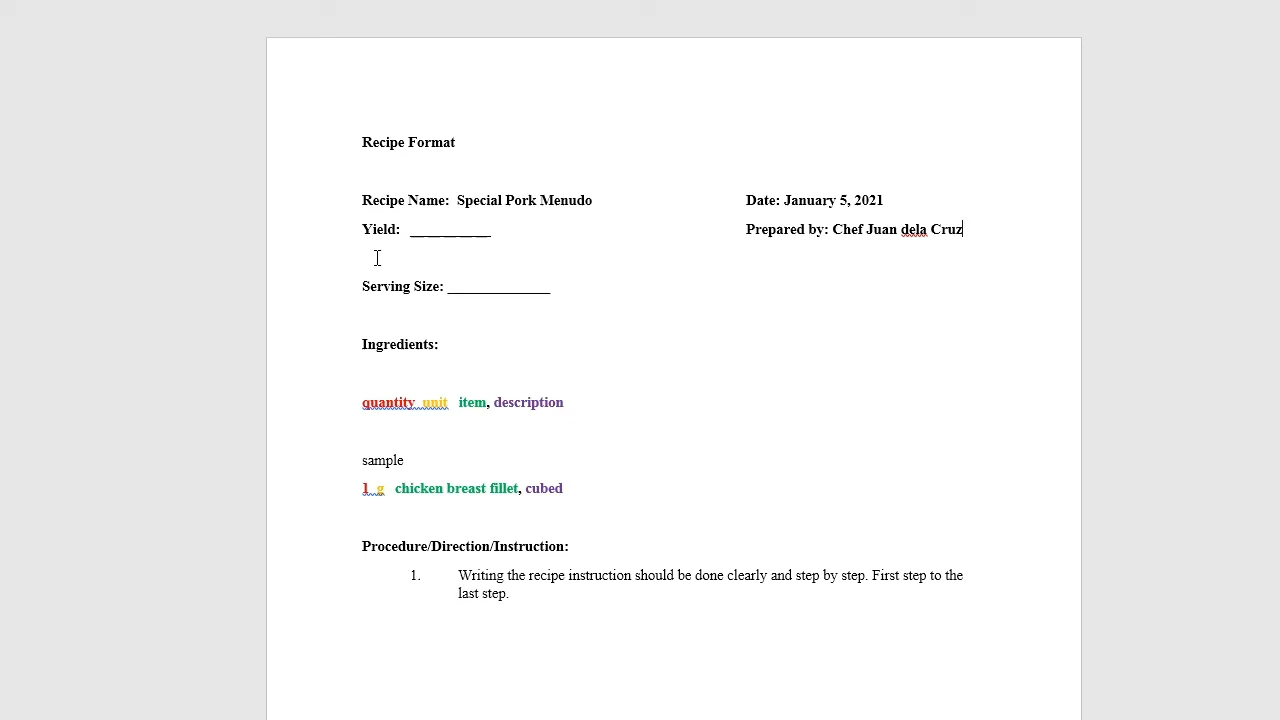 Recipe Format
Recipe Name:  Special Pork Menudo Date: January 5, 2021
Yield:   ___________ Prepared by: Chef Juan dela Cruz
Serving Size: ______________
Ingredients:
quantity  unit   item, description
sample
1  g   chicken breast fillet, cubed
Procedure/Direction/Instruction:
1. Writing the recipe instruction should be done clearly and step by step. First step to the
last step.